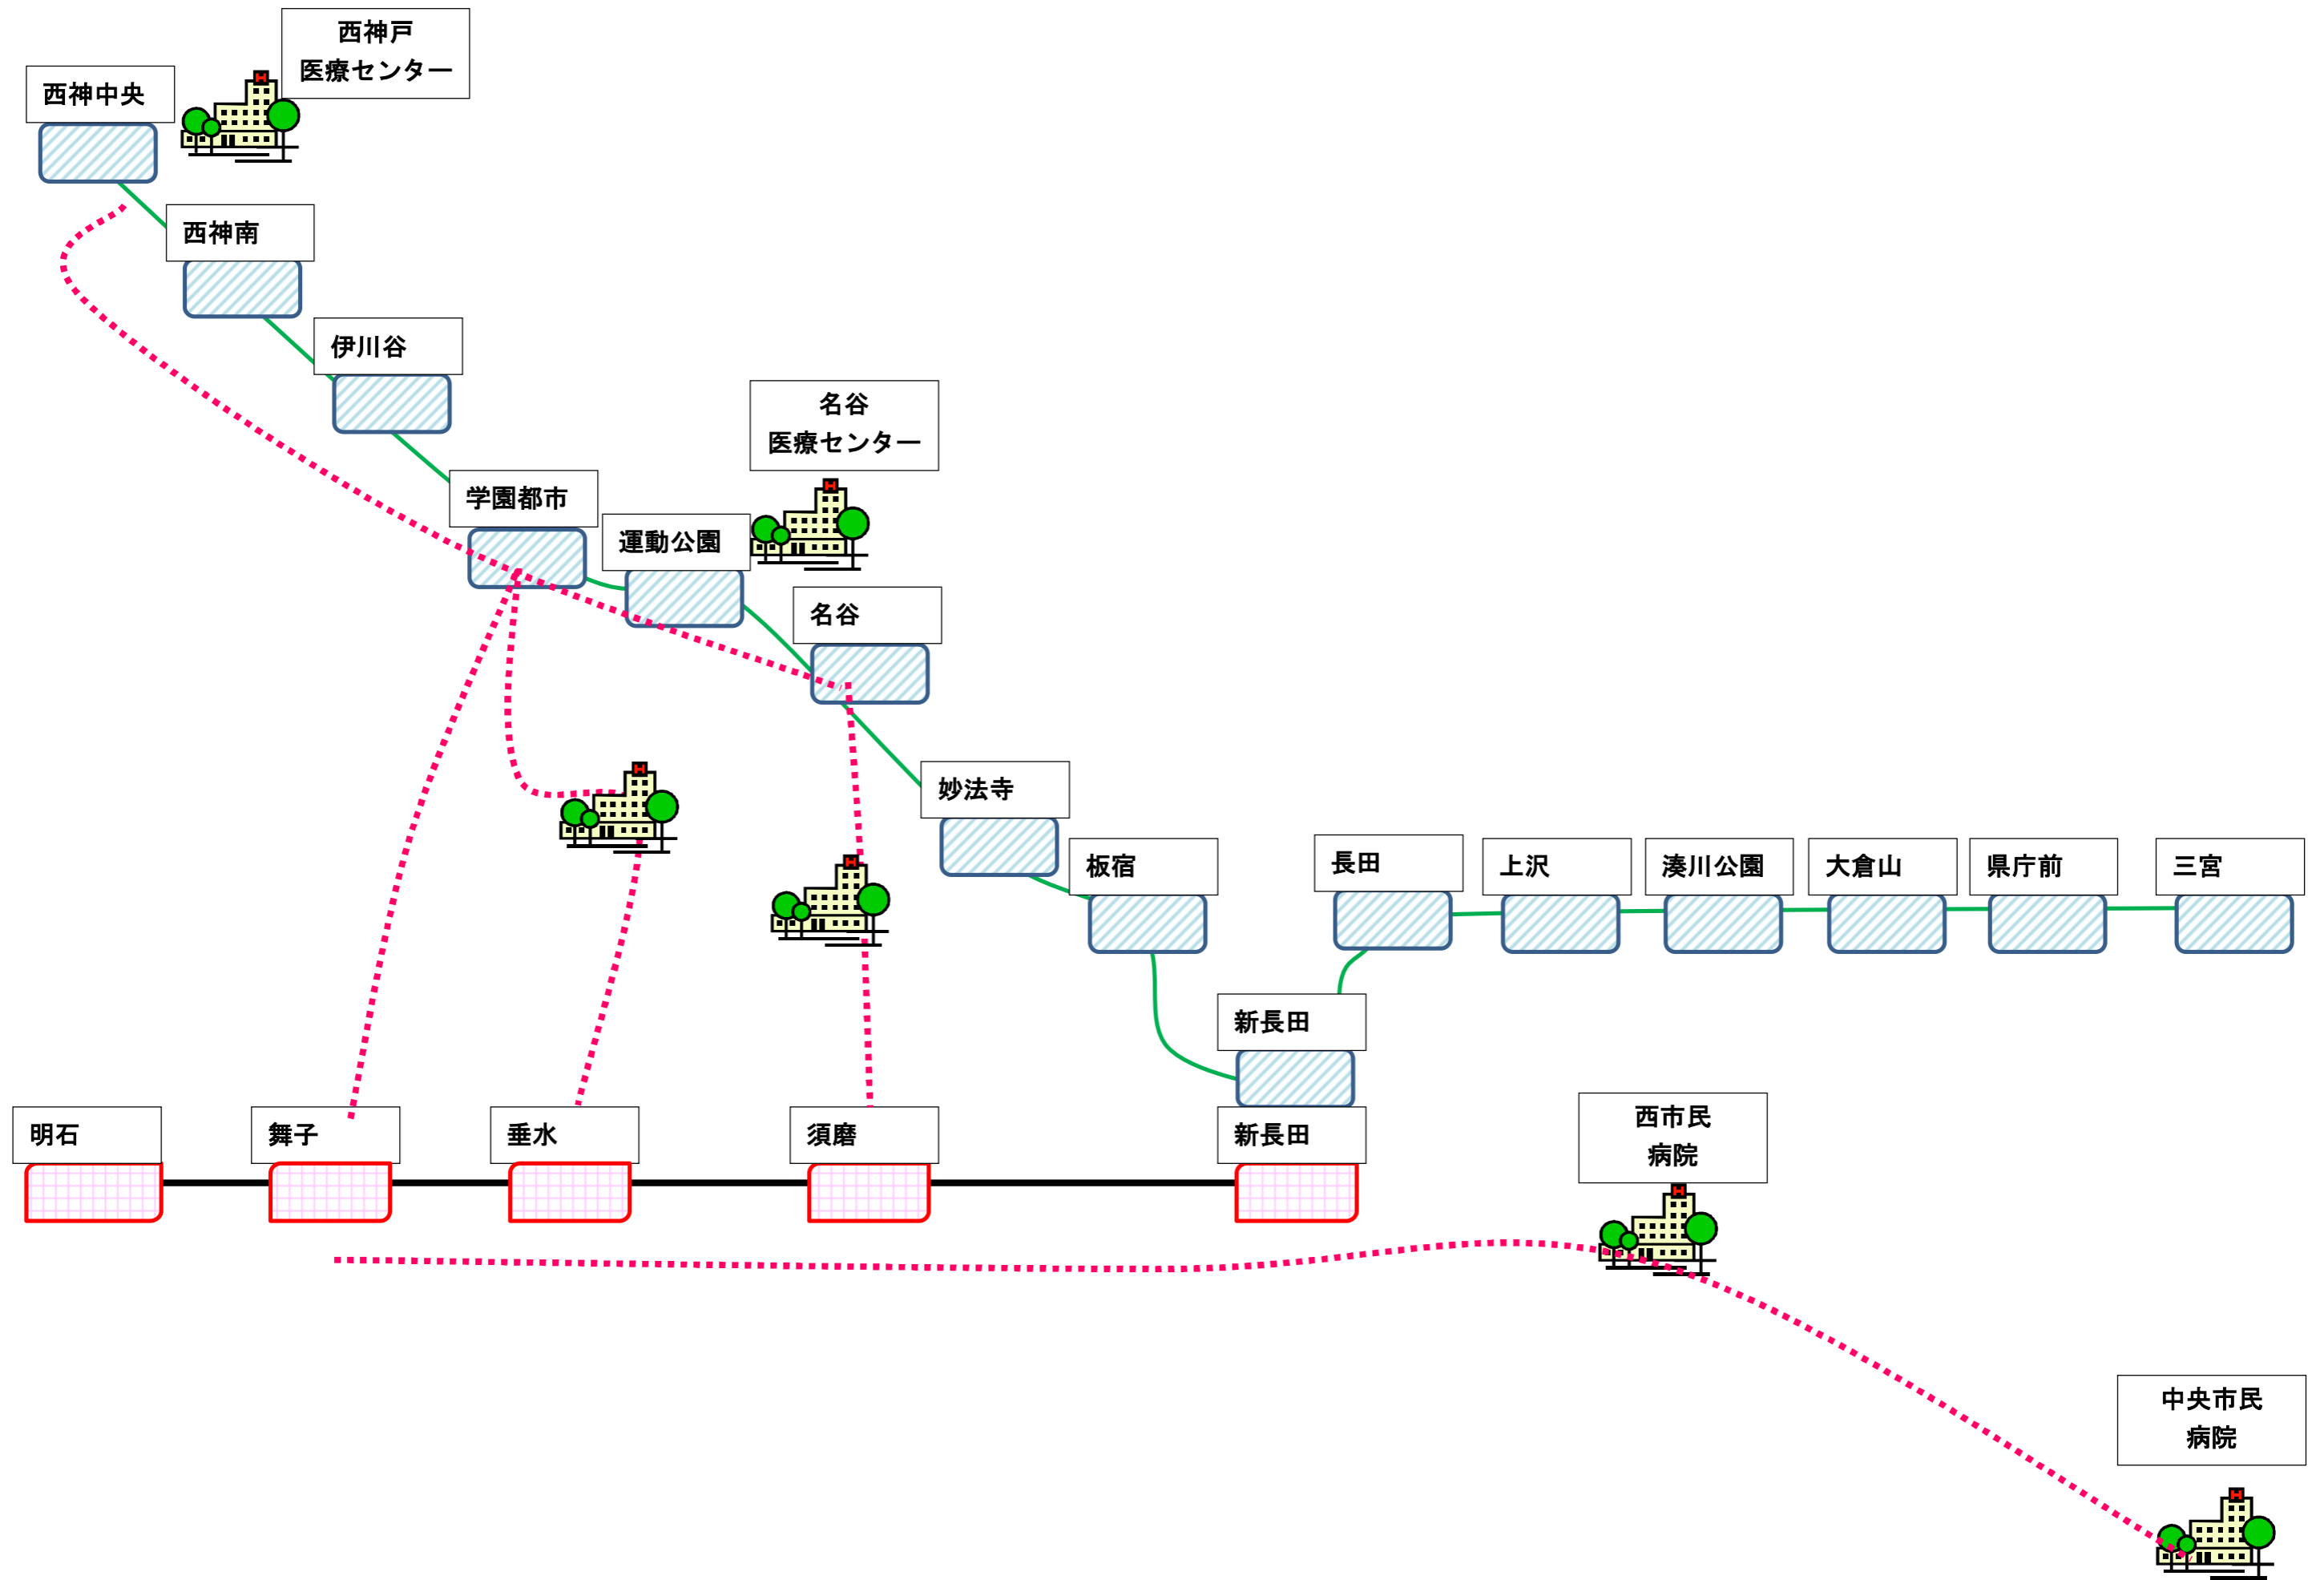 西神戸
医療センター
西神中央
西神南
伊川谷
名谷
医療センター
学園都市
運動公園
名谷
妙法寺
板宿
長田
上沢
湊川公園
大倉山
県庁前
三宮
新長田
明石
舞子
垂水
須磨
新長田
西市民
病院
中央市民
病院